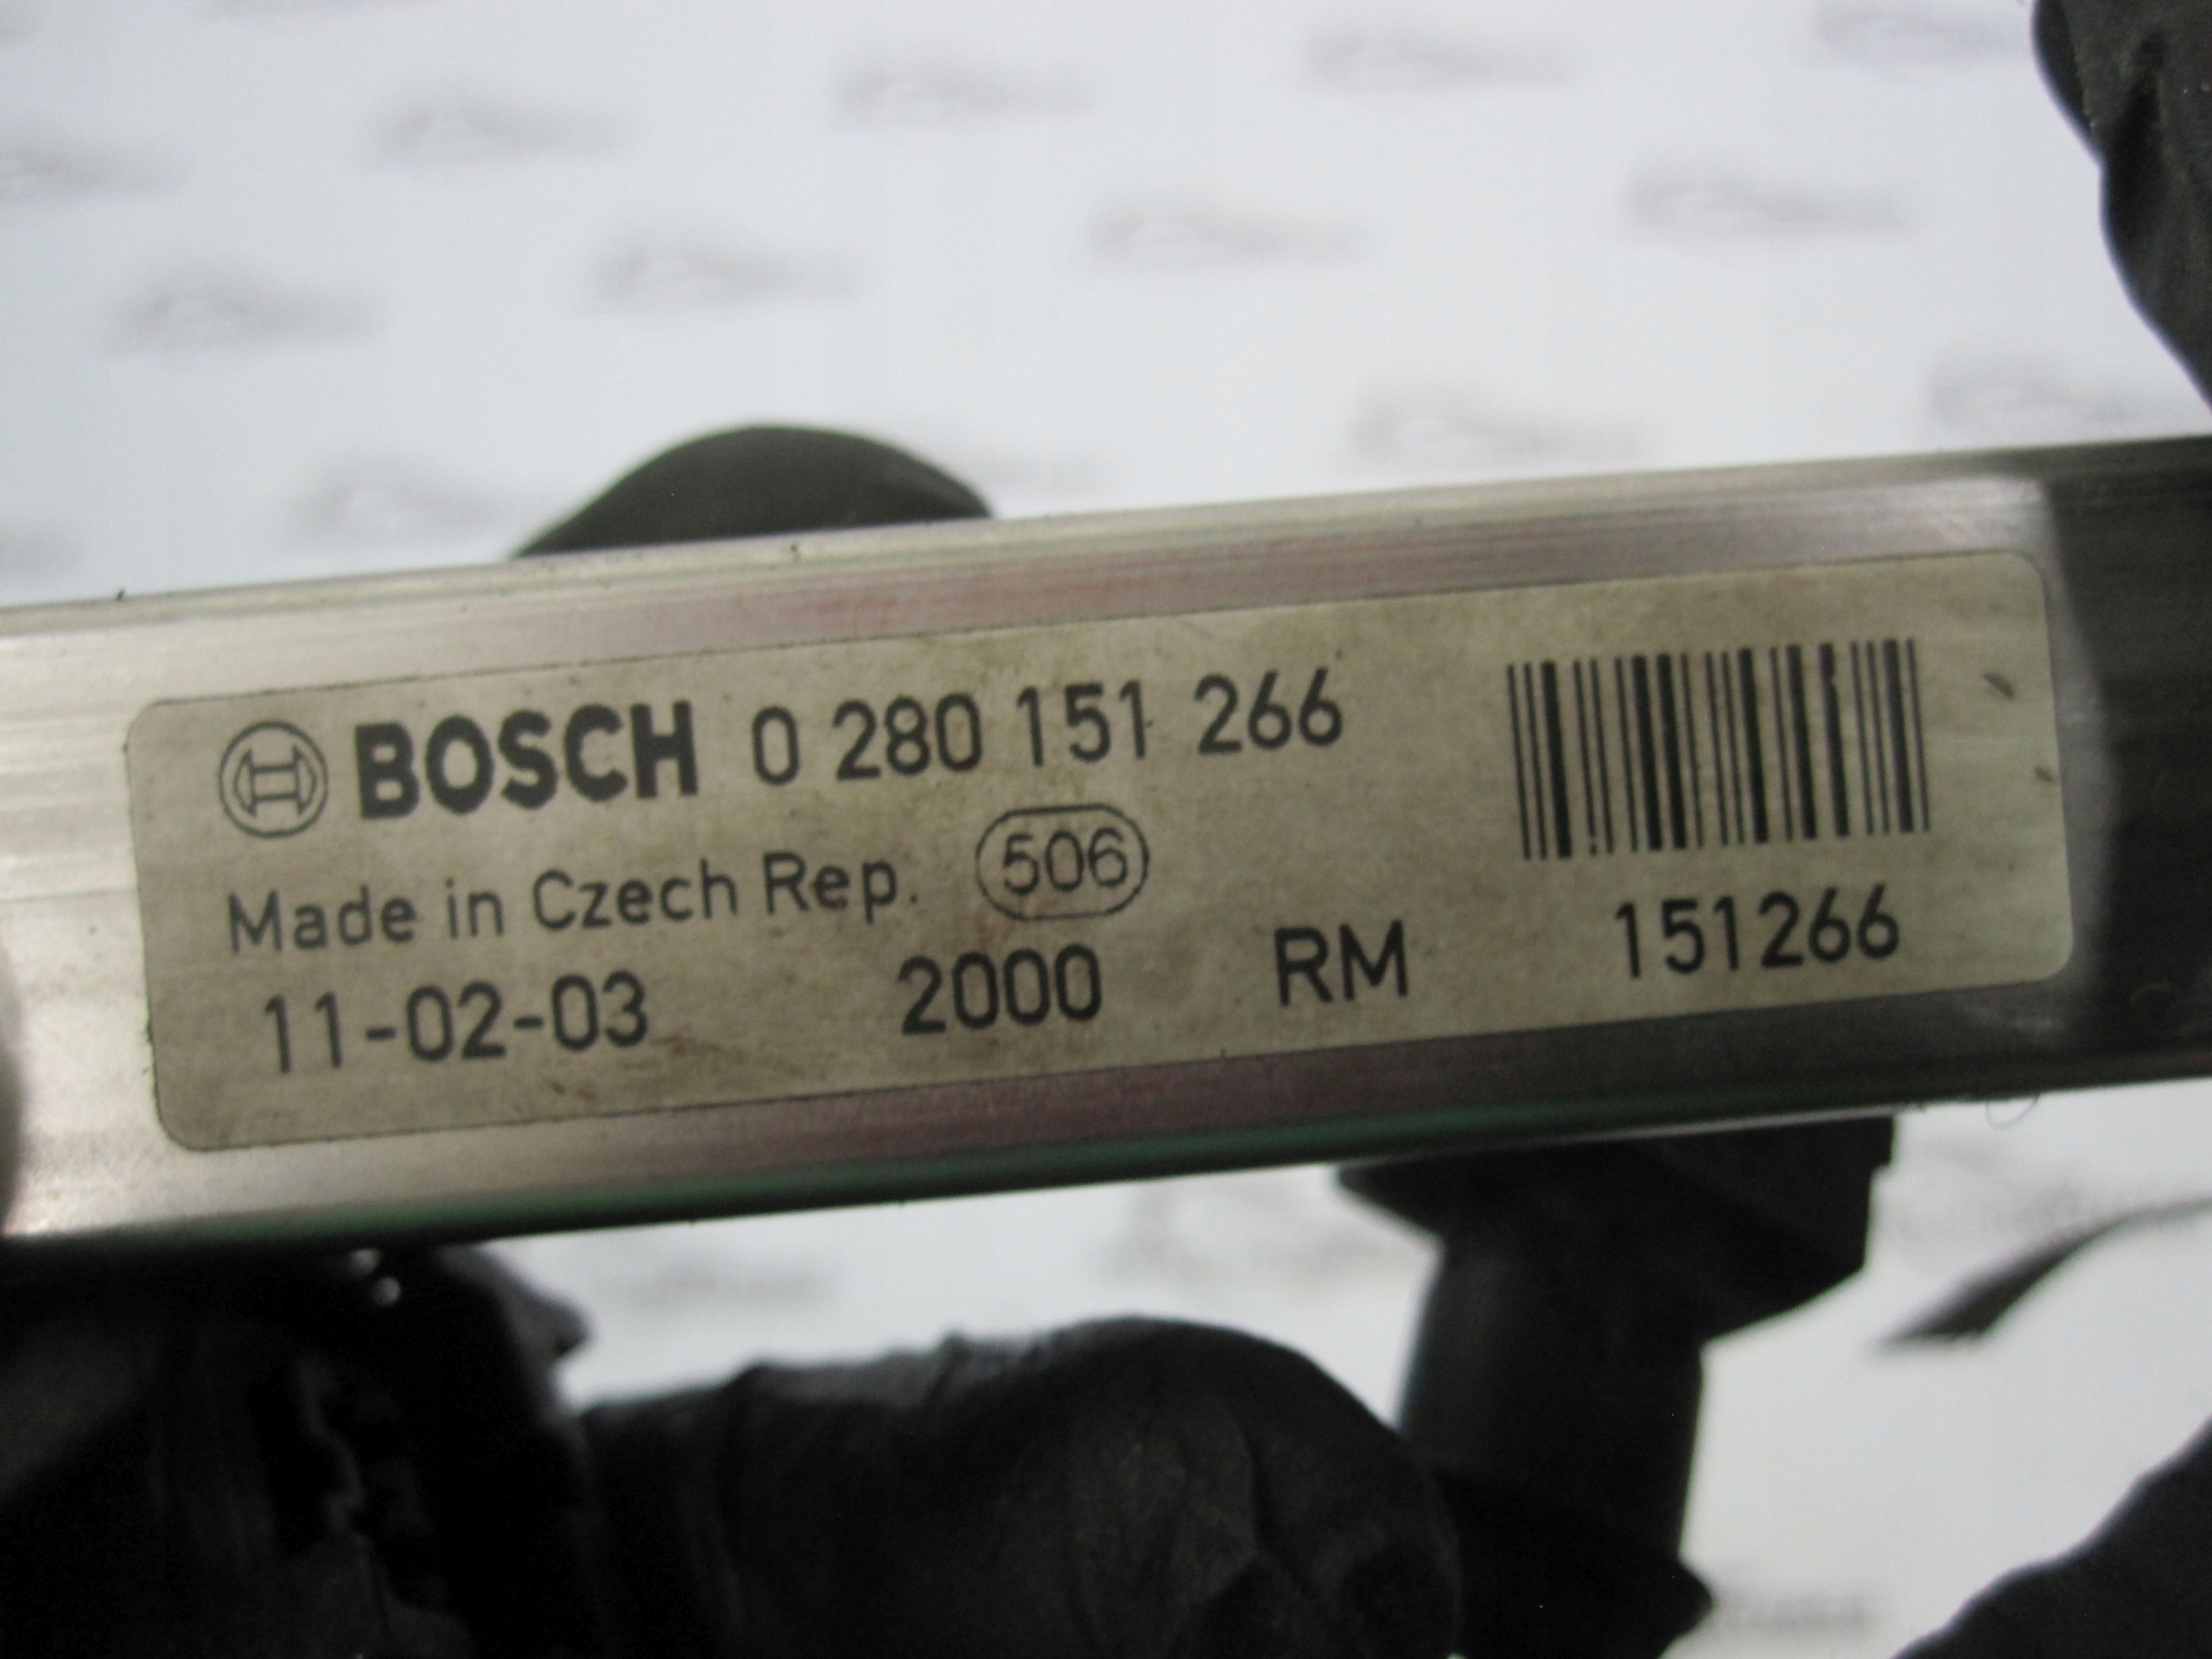 BOSCH 0 280 151 266
Made in Czech Rep. 506
11-02-03 2000 RM 151266